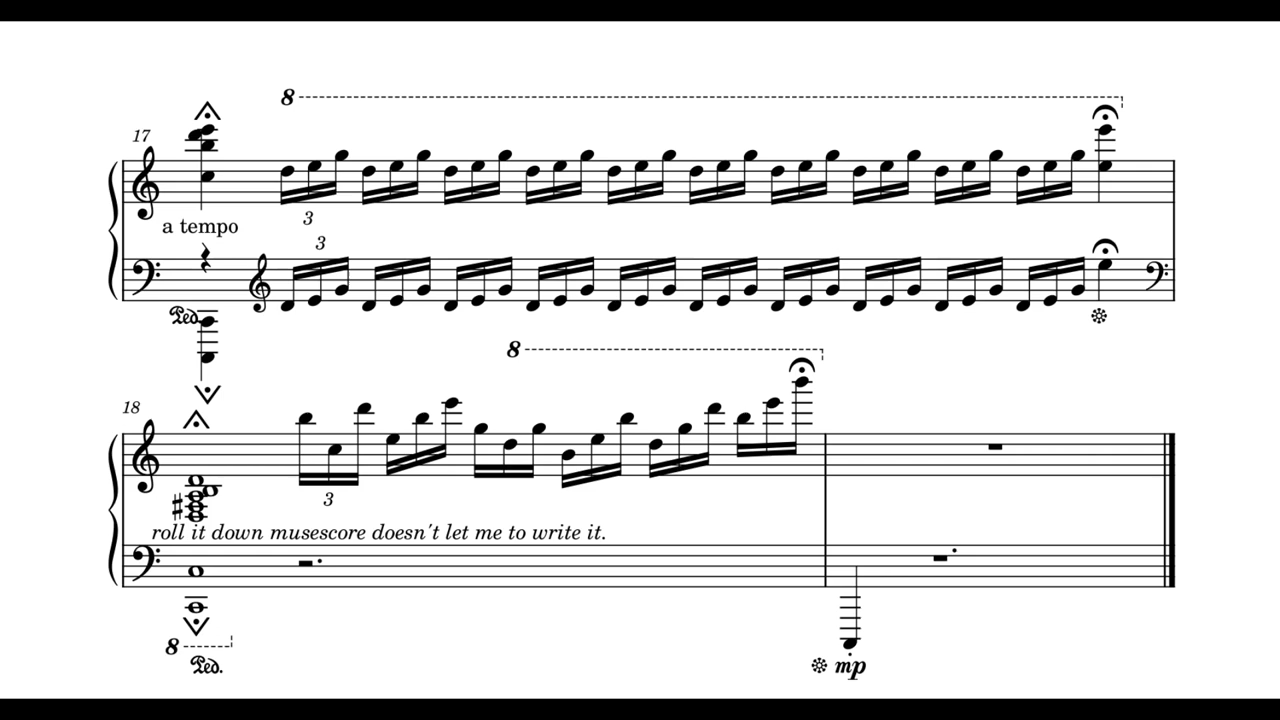 8
17
a tempo
3
3
Ped.
8
18
3
roll it down musescore doesn't let me to write it.
8
Ped.
mp